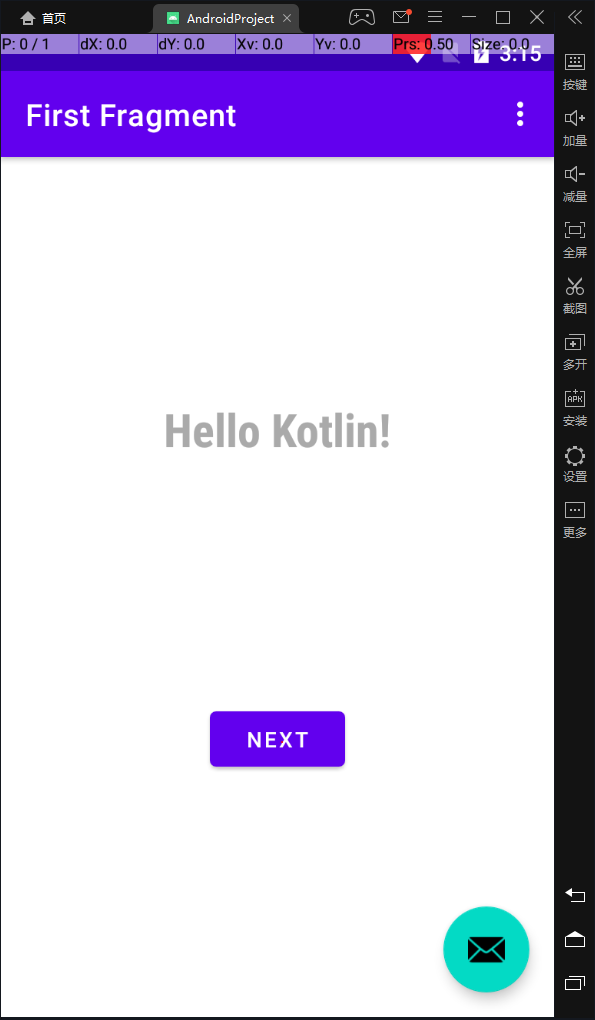 首页
AndroidProject
P: 0 / 1 dX: 0.0 dY: 0.0 Xv: 0.0 Yv: 0.0 Prs: 0.50 Size: 0.0
3:15
First Fragment
Hello Kotlin!
NEXT
按键
加量
减量
全屏
截图
多开
APK
安装
设置
更多